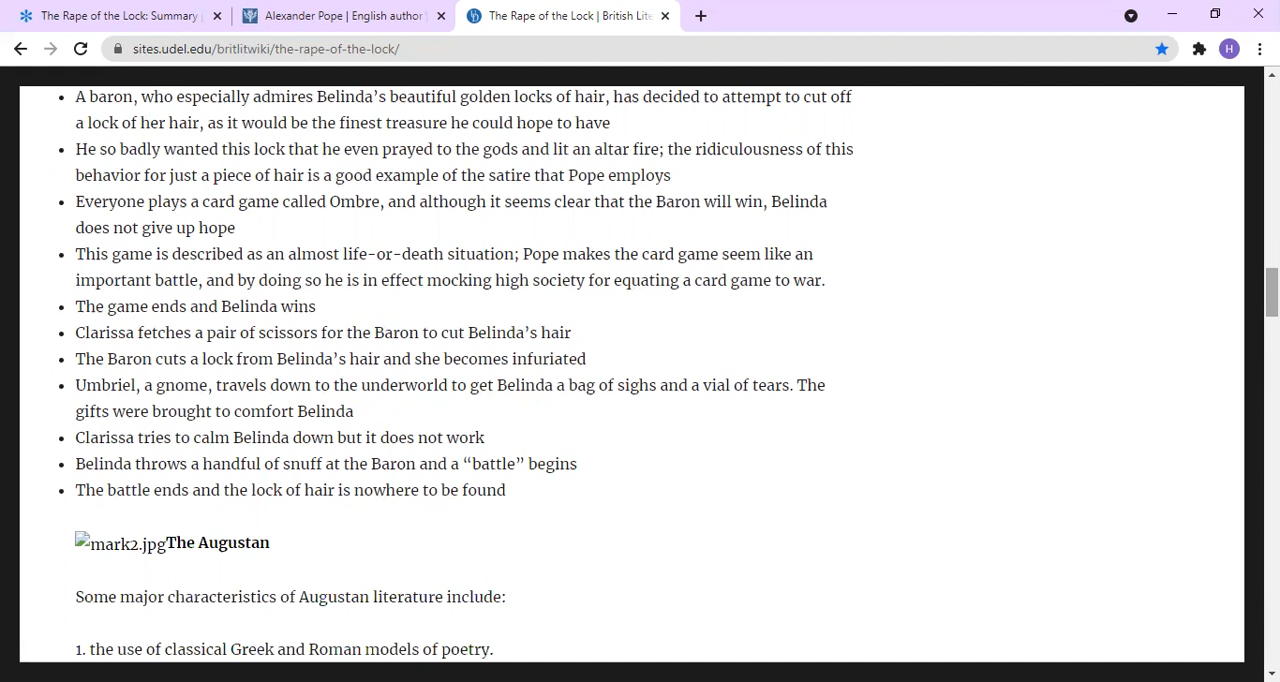 The Rape of the Lock: Summary
Alexander Pope | English author
The Rape of the Lock | British Lite
sites.udel.edu/britlitwiki/the-rape-of-the-lock/
H
• A baron, who especially admires Belinda’s beautiful golden locks of hair, has decided to attempt to cut off
a lock of her hair, as it would be the finest treasure he could hope to have
• He so badly wanted this lock that he even prayed to the gods and lit an altar fire; the ridiculousness of this
behavior for just a piece of hair is a good example of the satire that Pope employs
• Everyone plays a card game called Ombre, and although it seems clear that the Baron will win, Belinda
does not give up hope
• This game is described as an almost life-or-death situation; Pope makes the card game seem like an
important battle, and by doing so he is in effect mocking high society for equating a card game to war.
• The game ends and Belinda wins
• Clarissa fetches a pair of scissors for the Baron to cut Belinda’s hair
• The Baron cuts a lock from Belinda’s hair and she becomes infuriated
• Umbriel, a gnome, travels down to the underworld to get Belinda a bag of sighs and a vial of tears. The
gifts were brought to comfort Belinda
• Clarissa tries to calm Belinda down but it does not work
• Belinda throws a handful of snuff at the Baron and a “battle” begins
• The battle ends and the lock of hair is nowhere to be found
mark2.jpgThe Augustan
Some major characteristics of Augustan literature include:
1. the use of classical Greek and Roman models of poetry.